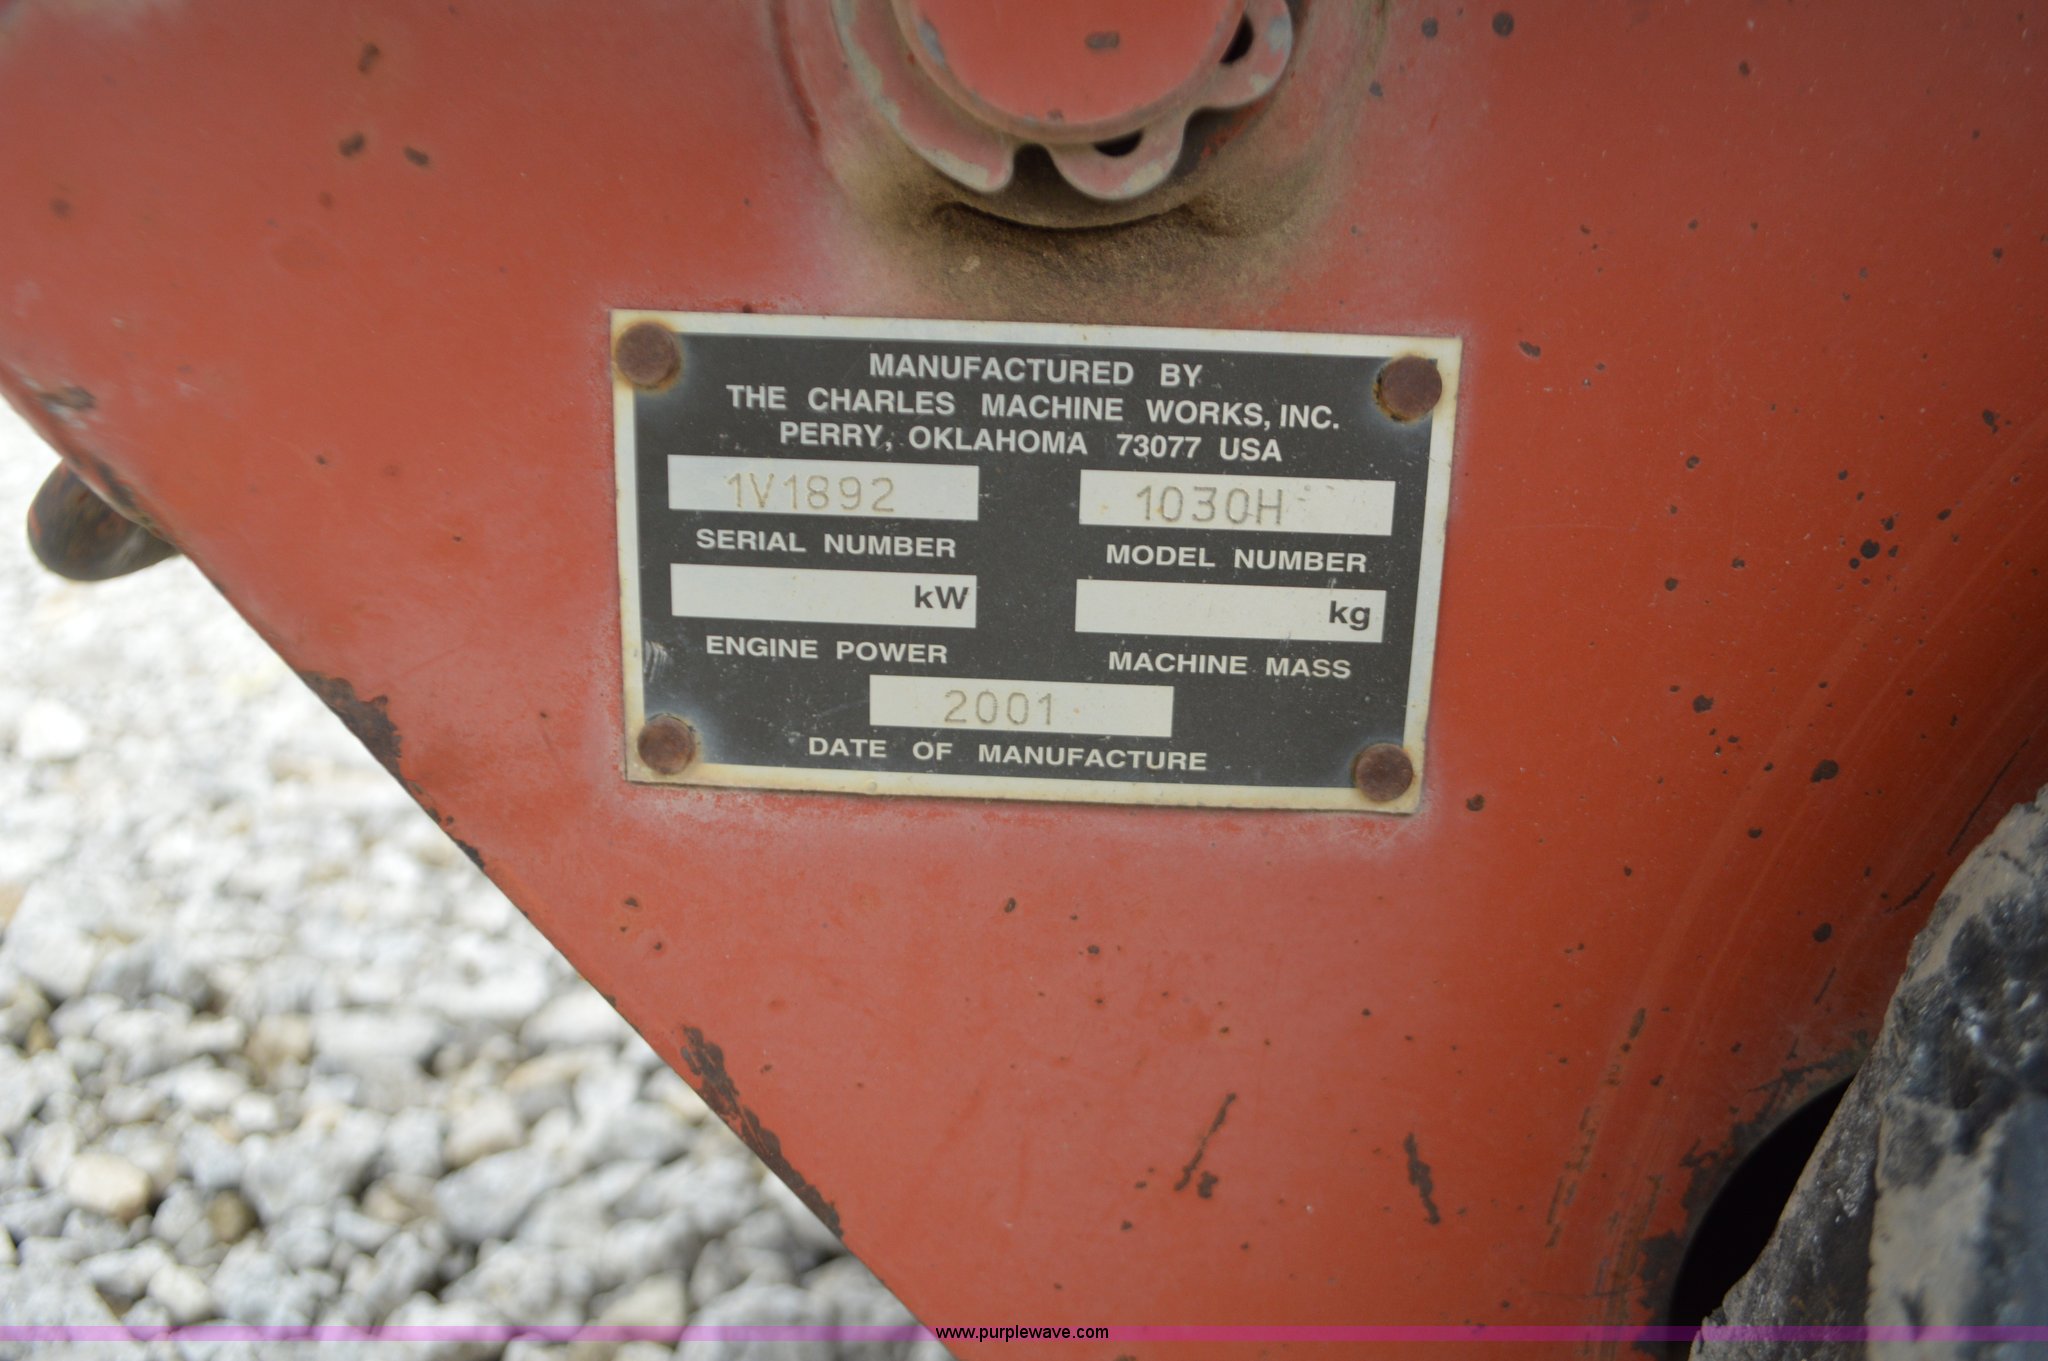 MANUFACTURED BY
THE CHARLES MACHINE WORKS, INC.
PERRY, OKLAHOMA 73077 USA
1V1892 1030H
SERIAL NUMBER MODEL NUMBER
kW kg
ENGINE POWER MACHINE MASS
2001
DATE OF MANUFACTURE
www.purplewave.com